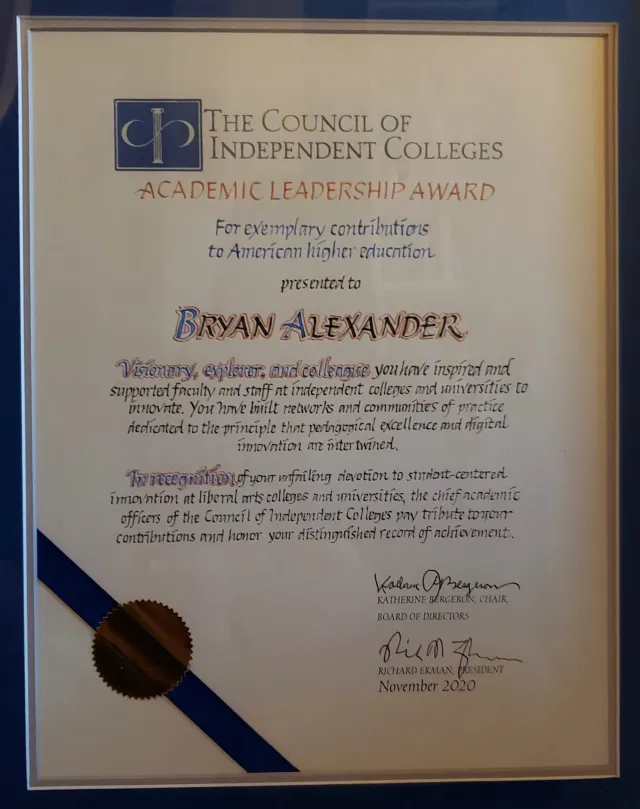 THE COUNCIL OF
INDEPENDENT COLLEGES
ACADEMIC LEADERSHIP AWARD
For exemplary contributions
to American higher education
presented to
BRYAN ALEXANDER
Visionary, explorer, and colleague you have inspired and
supported faculty and staff at independent colleges and universities to
innovate. You have built networks and communities of practice
dedicated to the principle that pedagogical excellence and digital
innovation are intertwined.
In recognition of your unfailing devotion to student-centered
innovation at liberal arts colleges and universities, the chief academic
officers of the Council of Independent Colleges pay tribute to your
contributions and honor your distinguished record of achievement.
KATHERINE BERGERON, CHAIR
BOARD OF DIRECTORS
RICHARD EKMAN, PRESIDENT
November 2020